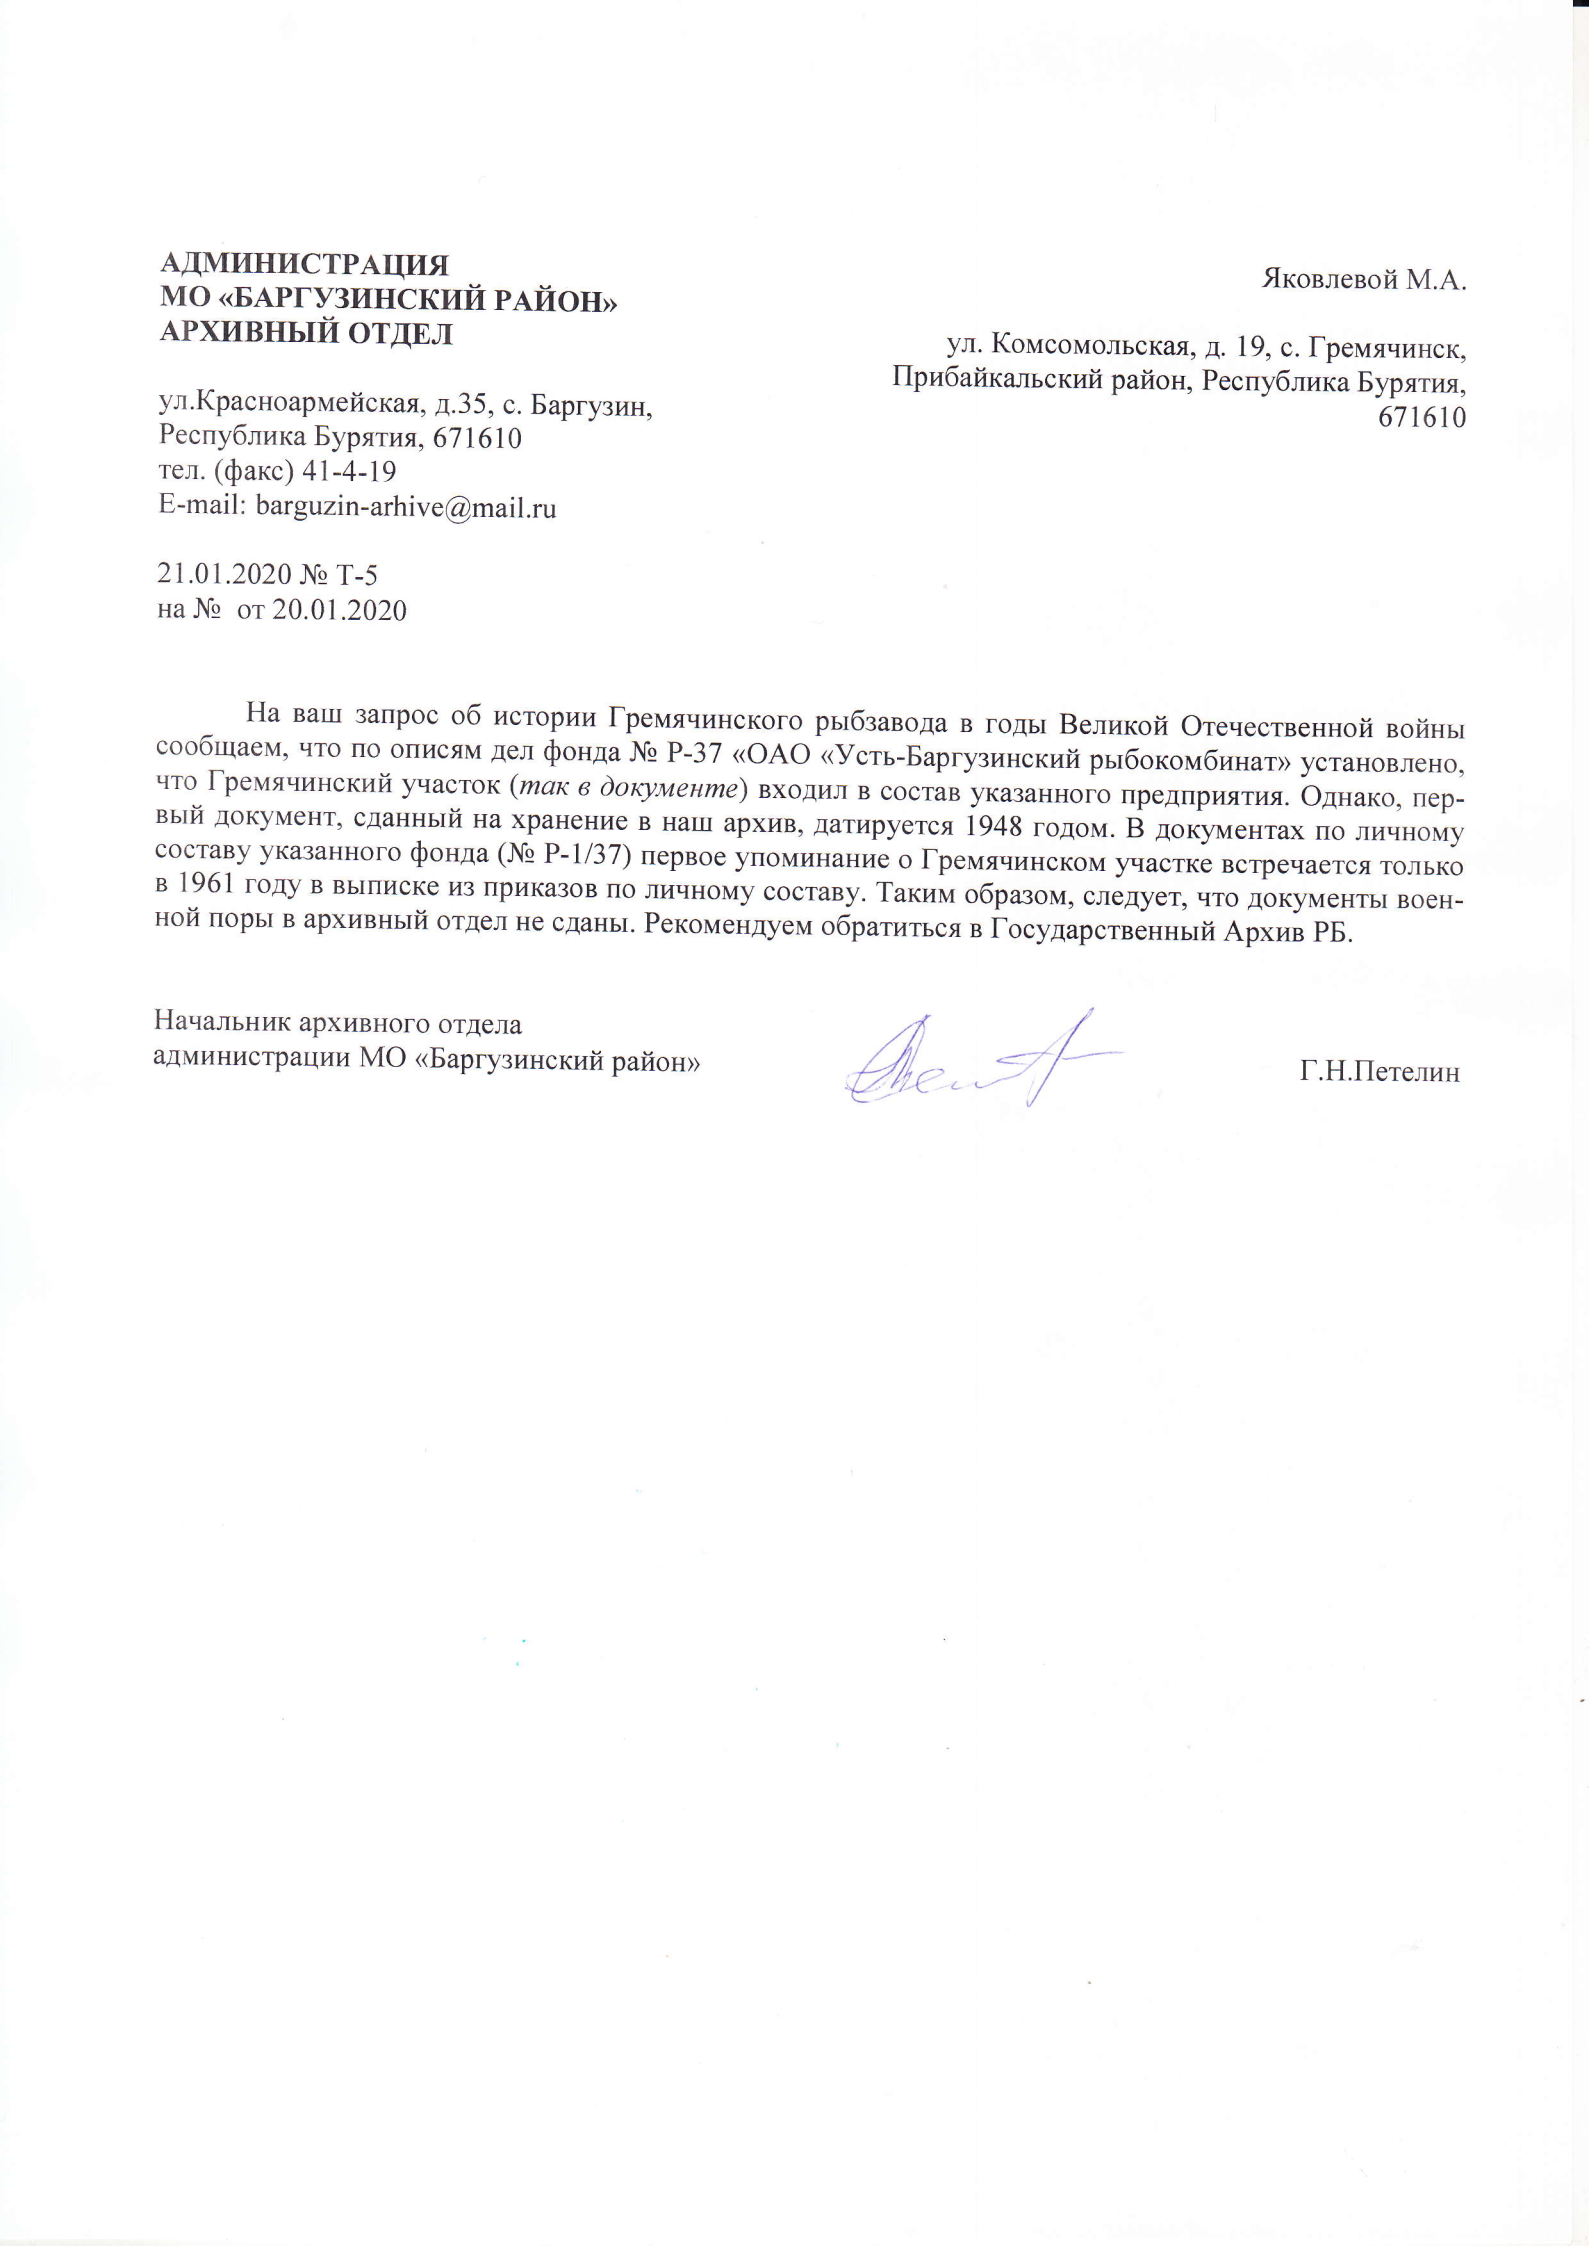 АДМИНИСТРАЦИЯ
МО «БАРГУЗИНСКИЙ РАЙОН»
АРХИВНЫЙ ОТДЕЛ
ул.Красноармейская, д.35, с. Баргузин,
Республика Бурятия, 671610
тел. (факс) 41-4-19
E-mail: barguzin-arhive@mail.ru
21.01.2020 № Т-5
на №  от 20.01.2020
Яковлевой М.А.
ул. Комсомольская, д. 19, с. Гремячинск,
Прибайкальский район, Республика Бурятия,
671610
На ваш запрос об истории Гремячинского рыбзавода в годы Великой Отечественной войны
сообщаем, что по описям дел фонда № Р-37 «ОАО «Усть-Баргузинский рыбокомбинат» установлено,
что Гремячинский участок (так в документе) входил в состав указанного предприятия. Однако, пер-
вый документ, сданный на хранение в наш архив, датируется 1948 годом. В документах по личному
составу указанного фонда (№ Р-1/37) первое упоминание о Гремячинском участке встречается только
в 1961 году в выписке из приказов по личному составу. Таким образом, следует, что документы воен-
ной поры в архивный отдел не сданы. Рекомендуем обратиться в Государственный Архив РБ.
Начальник архивного отдела
администрации МО «Баргузинский район»
Г.Н.Петелин